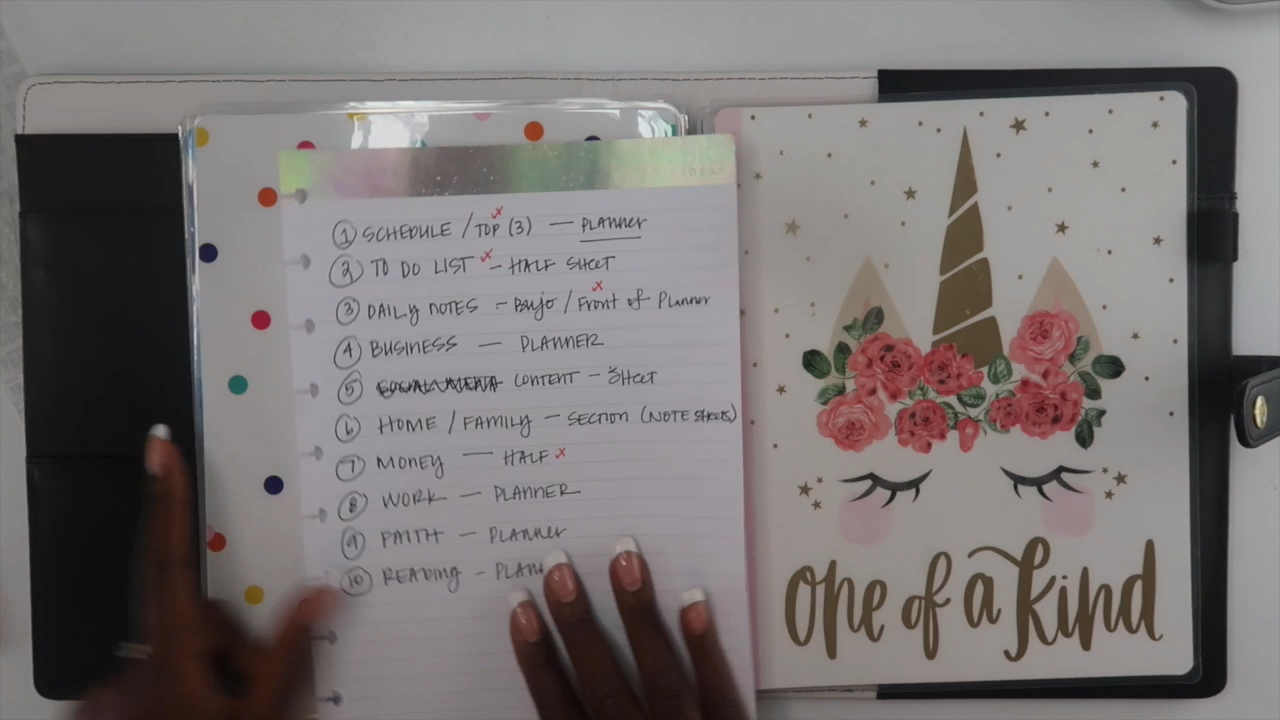 ① SCHEDULE / TOP (3) — PLANNER
② TO DO LIST — HALF SHEET
③ DAILY NOTES - Bujo / Front of Planner
④ BUSINESS — PLANNER
⑤ CONTENT - SHEET
⑥ HOME / FAMILY - SECTION (NOTE SHEETS)
⑦ MONEY — HALF
⑧ WORK - PLANNER
⑨ FAITH - PLANNER
⑩ READING - PLAN
one of a kind